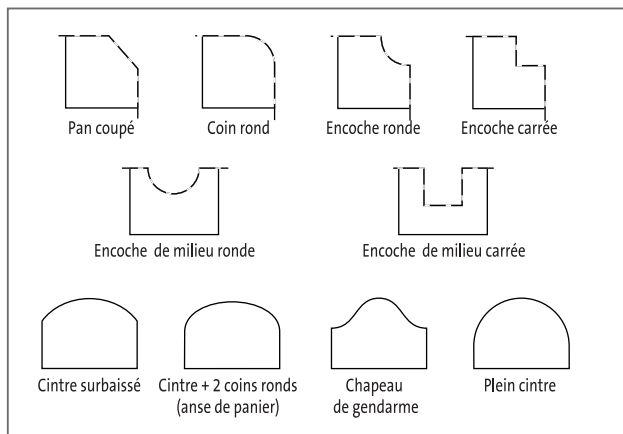 Pan coupé
Coin rond
Encoche ronde
Encoche carrée
Encoche de milieu ronde
Encoche de milieu carrée
Cintre surbaissé
Cintre + 2 coins ronds
(anse de panier)
Chapeau
de gendarme
Plein cintre